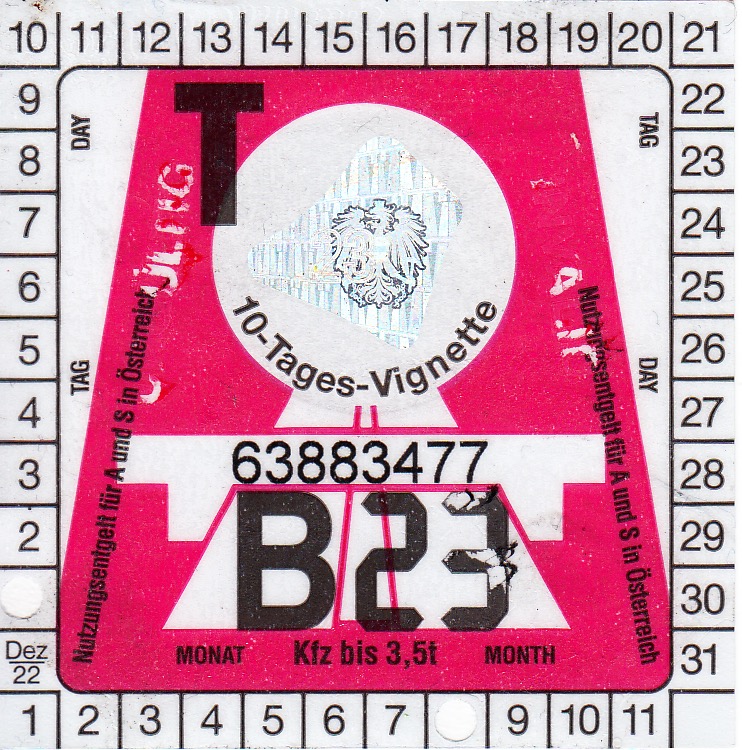 10 11 12 13 14 15 16 17 18 19 20 21
9
8
7
6
5
4
3
2
Dez
22
22
23
24
25
26
27
28
29
30
31
1 2 3 4 5 6 7 9 10 11
DAY
TAG
T
TAG
DAY
10-Tages-Vignette
Nutzungsentgelt für A und S in Österreich
Nutzungsentgelt für A und S in Österreich
63883477
B23
MONAT Kfz bis 3,5t MONTH